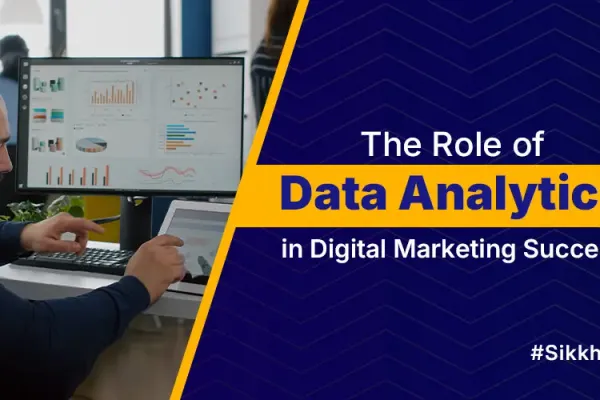 The Role of
Data Analytic
in Digital Marketing Succe
#Sikkh